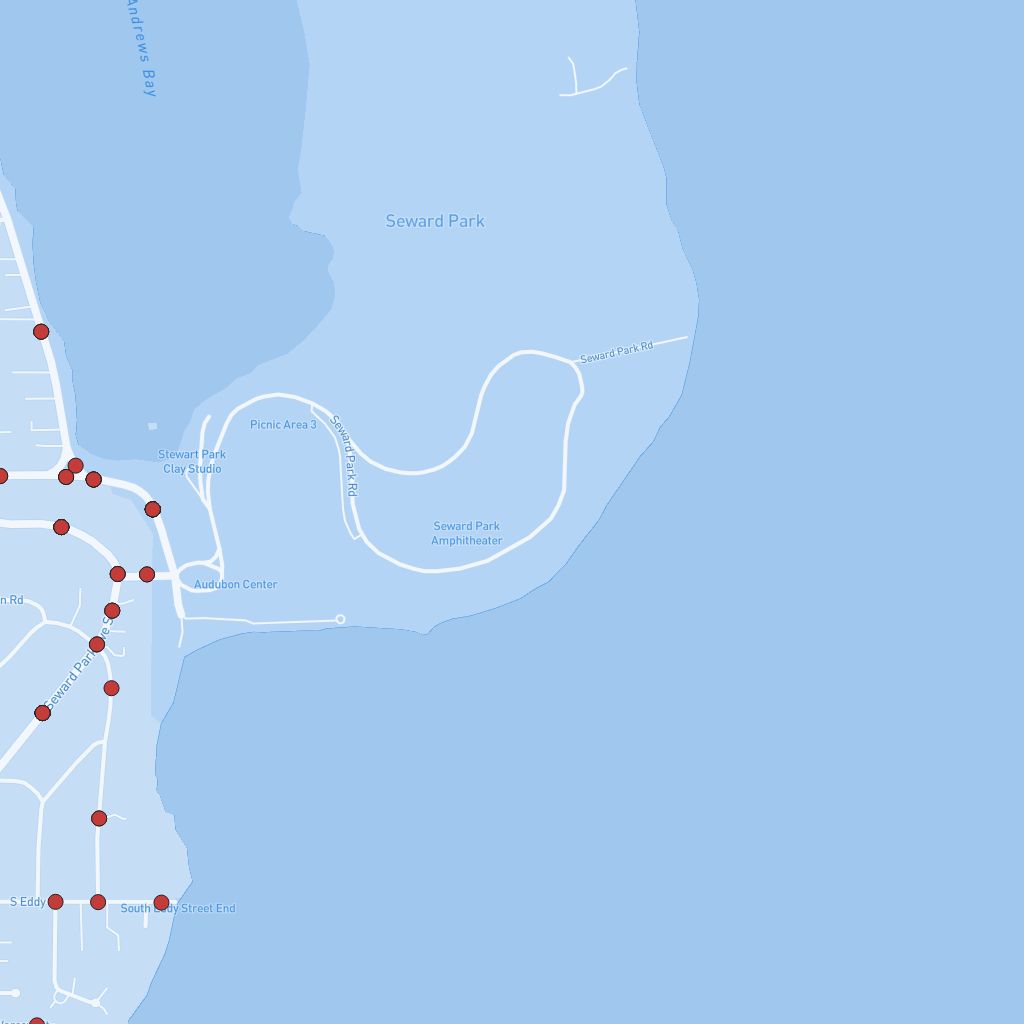 Andrews Bay
Seward Park
Seward Park Rd
Picnic Area 3
Seward Park Rd
Stewart Park
Clay Studio
Seward Park
Amphitheater
Audubon Center
n Rd
Seward Park Ave S
S Eddy
South Eddy Street End